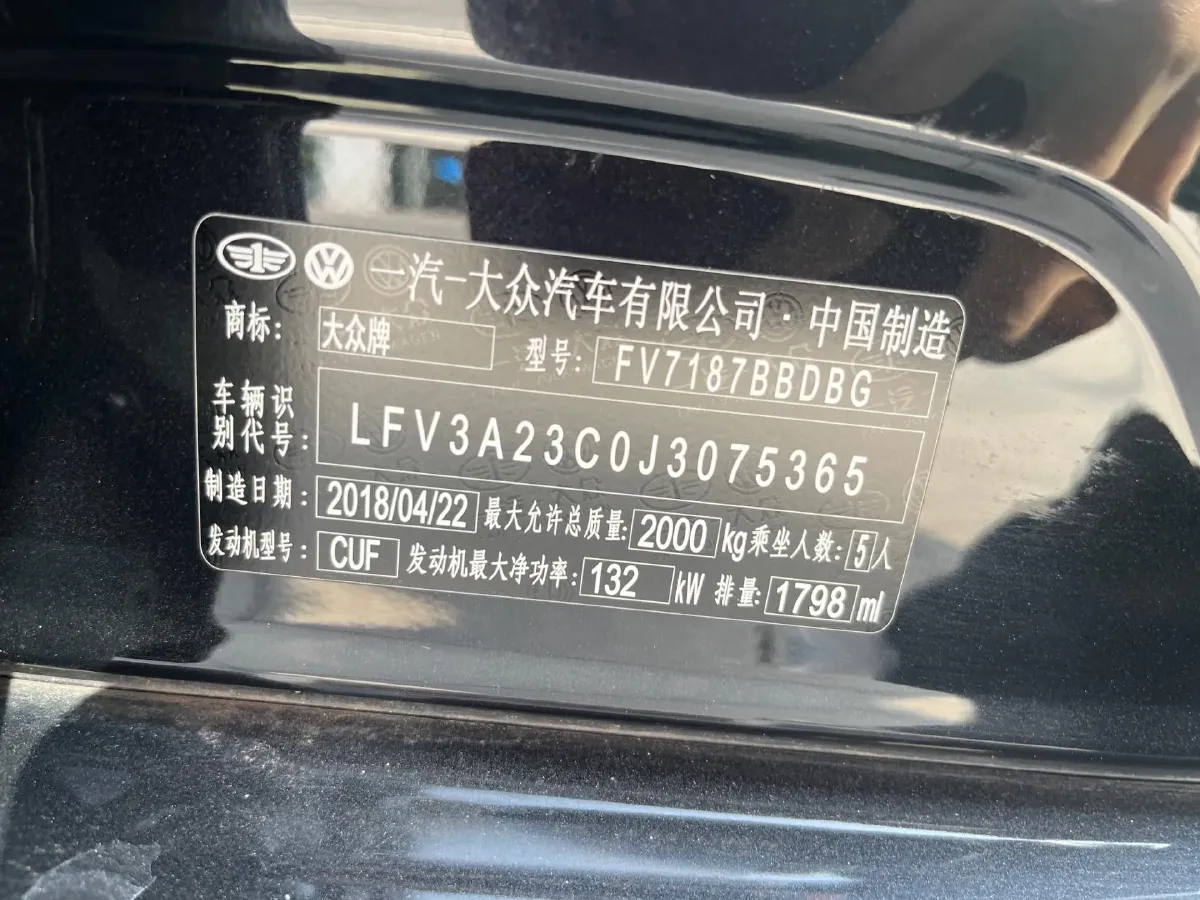 一汽-大众汽车有限公司·中国制造
商标: 大众牌 型号: FV7187BBDBG
车辆识
别代号: LFV3A23C0J3075365
制造日期: 2018/04/22 最大允许总质量: 2000 kg 乘坐人数: 5 人
发动机型号: CUF 发动机最大净功率: 132 kW 排量: 1798 ml